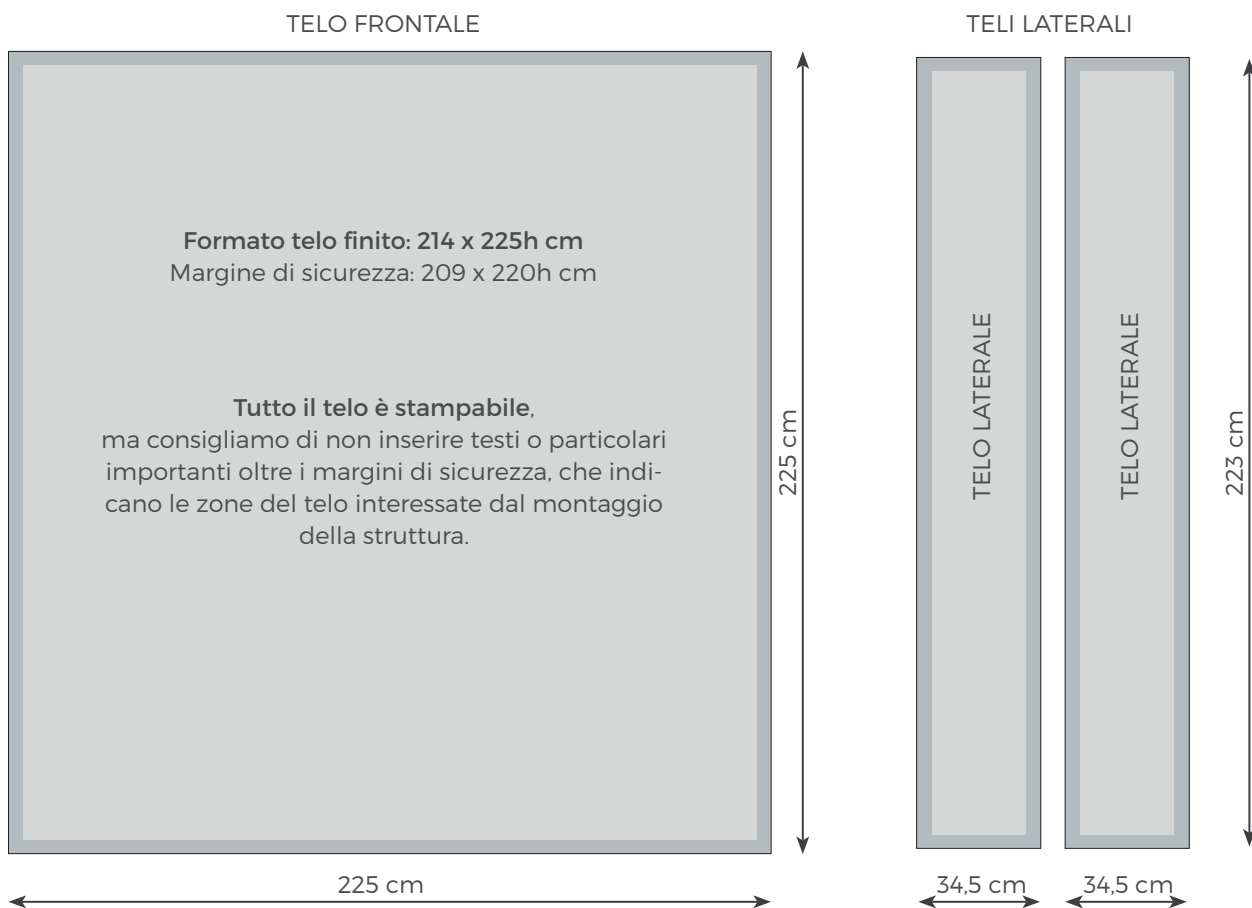 TELO FRONTALE
Formato telo finito: 214 x 225h cm
Margine di sicurezza: 209 x 220h cm
Tutto il telo è stampabile,
ma consigliamo di non inserire testi o particolari
importanti oltre i margini di sicurezza, che indi-
cano le zone del telo interessate dal montaggio
della struttura.
225 cm
225 cm
TELI LATERALI
TELO LATERALE
TELO LATERALE
223 cm
34,5 cm
34,5 cm